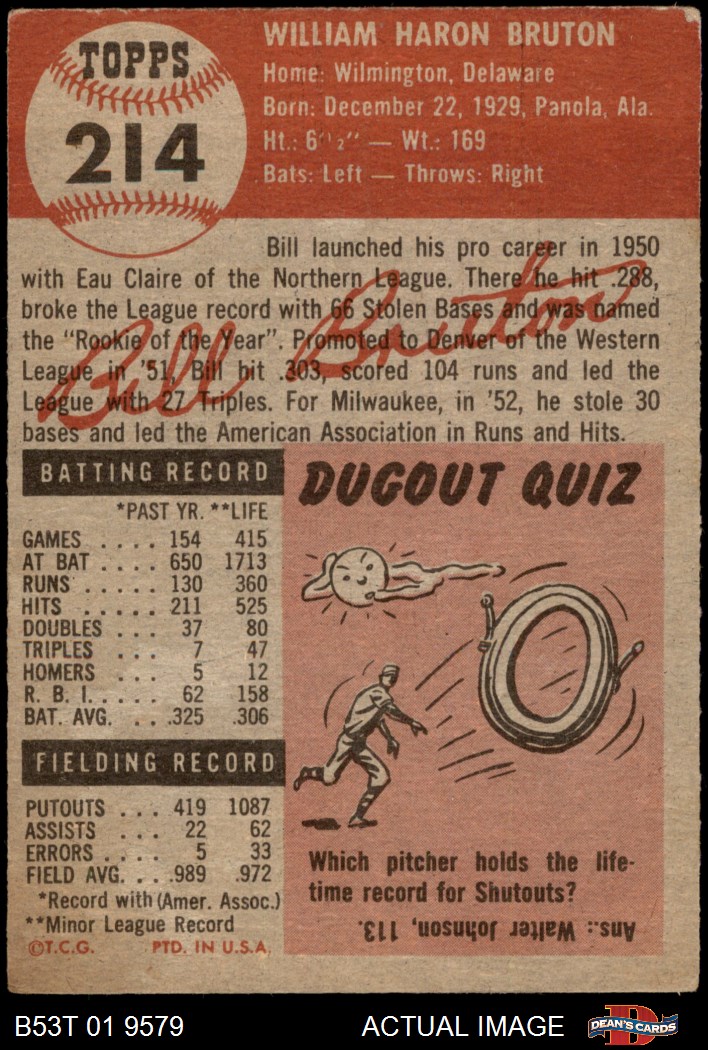 TOPPS
214
WILLIAM HARON BRUTON
Home: Wilmington, Delaware
Born: December 22, 1929, Panola, Ala.
Ht.: 6' ½" — Wt.: 169
Bats: Left — Throws: Right
Bill launched his pro career in 1950
with Eau Claire of the Northern League. There he hit .288,
broke the League record with 66 Stolen Bases and was named
the "Rookie of the Year". Promoted to Denver of the Western
League in '51, Bill hit .303, scored 104 runs and led the
League with 27 Triples. For Milwaukee, in '52, he stole 30
bases and led the American Association in Runs and Hits.
Bill Bruton
BATTING RECORD
*PAST YR. **LIFE
GAMES .... 154 415
AT BAT .... 650 1713
RUNS ..... 130 360
HITS ..... 211 525
DOUBLES ... 37 80
TRIPLES ... 7 47
HOMERS ... 5 12
R. B. I..... 62 158
BAT. AVG. ... .325 .306
FIELDING RECORD
PUTOUTS ... 419 1087
ASSISTS ... 22 62
ERRORS .... 5 33
FIELD AVG. ... .989 .972
*Record with (Amer. Assoc.)
**Minor League Record
©T.C.G. PTD. IN U.S.A.
DUGOUT QUIZ
Which pitcher holds the life-
time record for Shutouts?
Ans.: Walter Johnson, 113.
B53T 01 9579 ACTUAL IMAGE
D
DEAN'S CARDS